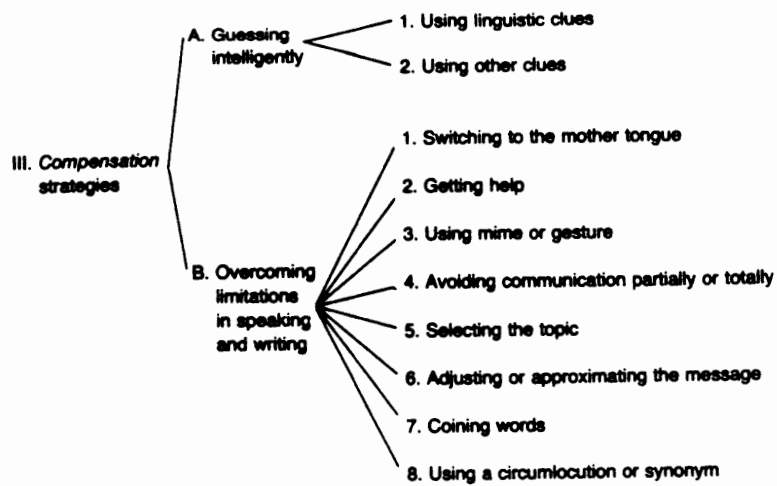 III. Compensation
strategies
A. Guessing
intelligently
1. Using linguistic clues
2. Using other clues
B. Overcoming
limitations
in speaking
and writing
1. Switching to the mother tongue
2. Getting help
3. Using mime or gesture
4. Avoiding communication partially or totally
5. Selecting the topic
6. Adjusting or approximating the message
7. Coining words
8. Using a circumlocution or synonym